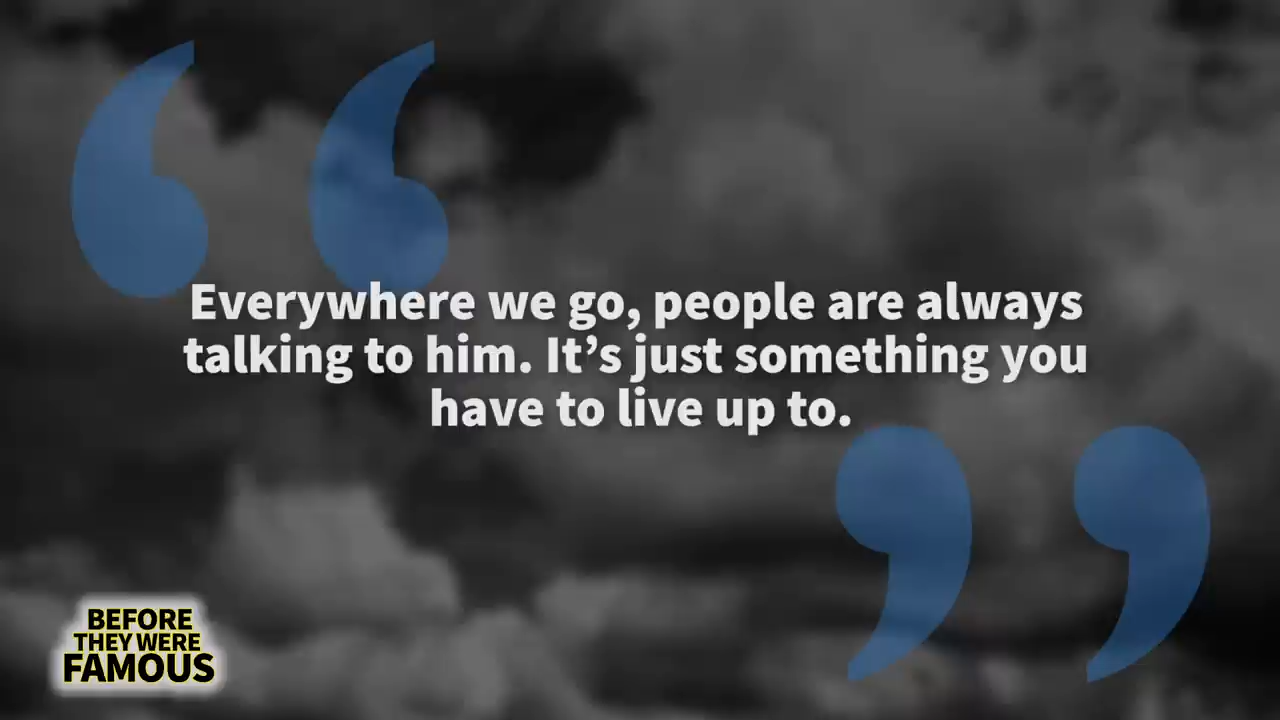 Everywhere we go, people are always
talking to him. It’s just something you
have to live up to.
BEFORE
THEY WERE
FAMOUS